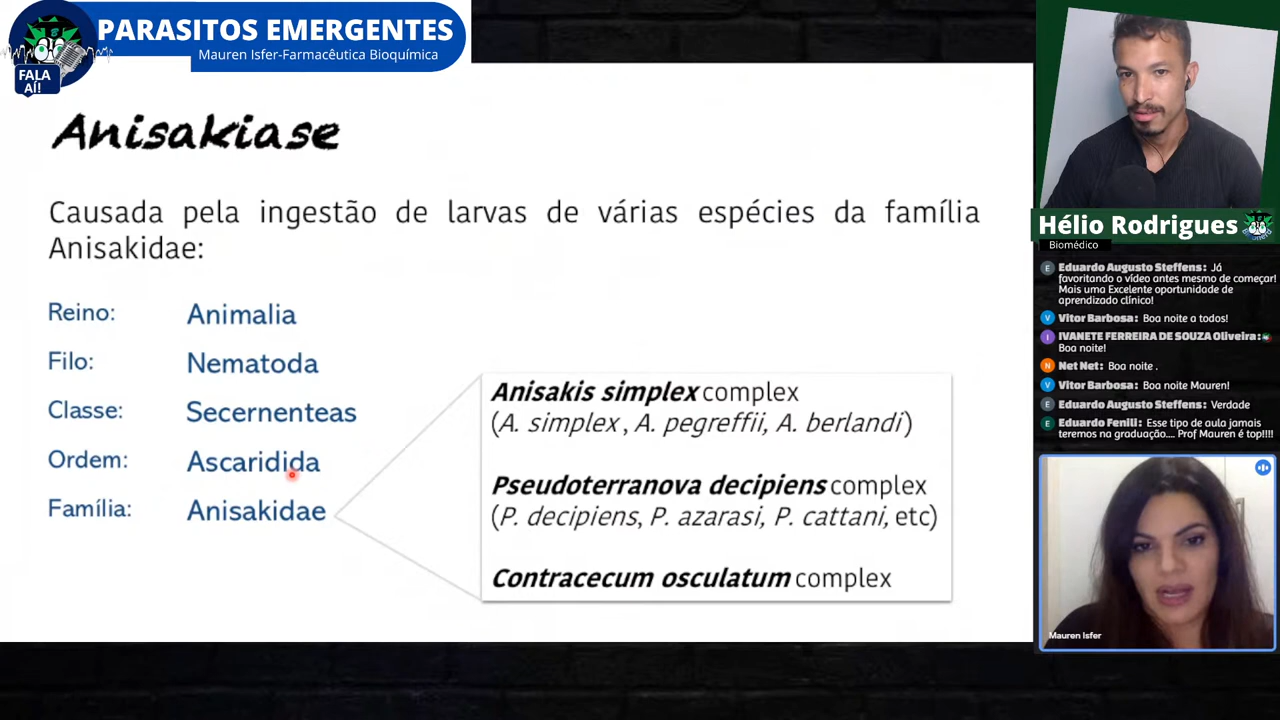 PARASITOS EMERGENTES
Mauren Isfer-Farmacêutica Bioquímica
FALA
AÍ!
Anisakiase
Causada pela ingestão de larvas de várias espécies da família
Anisakidae:
Reino: Animalia
Filo: Nematoda
Classe: Secernenteas
Ordem: Ascaridida
Família: Anisakidae
Anisakis simplex complex
(A. simplex , A. pegreffii, A. berlandi)
Pseudoterranova decipiens complex
(P. decipiens, P. azarasi, P. cattani, etc)
Contracecum osculatum complex
Hélio Rodrigues
Biomédico
E Eduardo Augusto Steffens: Já
favoritando o vídeo antes mesmo de começar!
Mais uma Excelente oportunidade de
aprendizado clínico!
V Vitor Barbosa: Boa noite a todos!
I IVANETE FERREIRA DE SOUZA Oliveira:
Boa noite!
N Net Net: Boa noite .
V Vitor Barbosa: Boa noite Mauren!
E Eduardo Augusto Steffens: Verdade
E Eduardo Fenili: Esse tipo de aula jamais
teremos na graduação.... Prof Mauren é top!!!!
Mauren Isfer